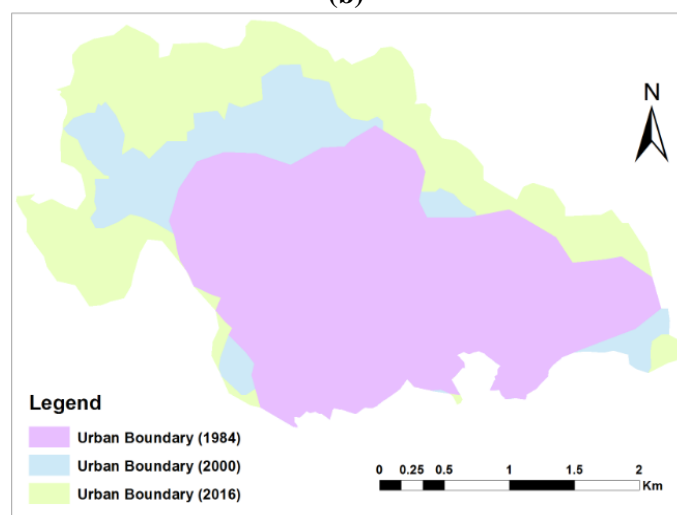 (b)
N
Legend
Urban Boundary (1984)
Urban Boundary (2000)
Urban Boundary (2016)
0 0.25 0.5 1 1.5 2
Km